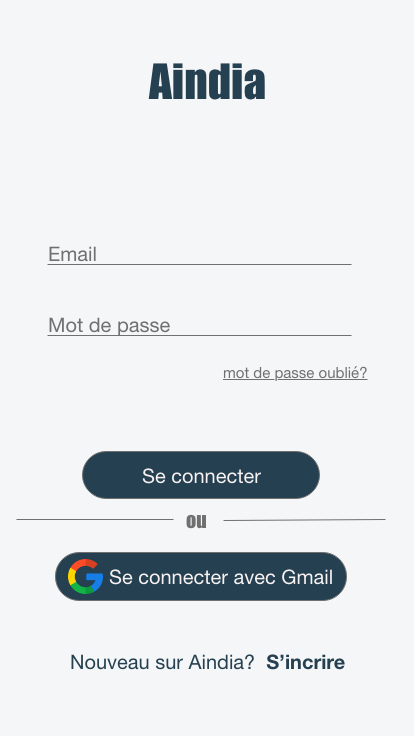 Aindia
Email
Mot de passe
mot de passe oublié?
Se connecter
ou
Se connecter avec Gmail
Nouveau sur Aindia? S'incrire